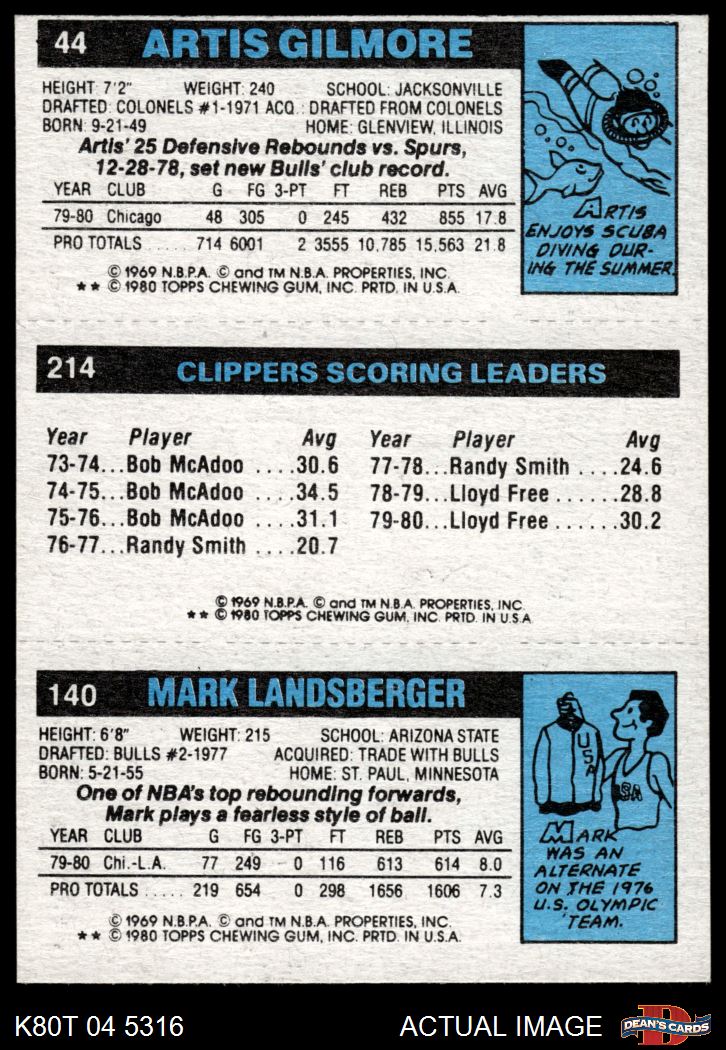 44 ARTIS GILMORE
HEIGHT: 7'2" WEIGHT: 240 SCHOOL: JACKSONVILLE
DRAFTED: COLONELS #1-1971 ACQ.: DRAFTED FROM COLONELS
BORN: 9-21-49 HOME: GLENVIEW, ILLINOIS
Artis' 25 Defensive Rebounds vs. Spurs,
12-28-78, set new Bulls' club record.
YEAR CLUB G FG 3-PT FT REB PTS AVG
79-80 Chicago 48 305 0 245 432 855 17.8
PRO TOTALS ..... 714 6001 2 3555 10,785 15,563 21.8
© 1969 N.B.P.A. © and TM N.B.A. PROPERTIES, INC.
** © 1980 TOPPS CHEWING GUM, INC. PRTD. IN U.S.A.
ARTIS
ENJOYS SCUBA
DIVING DUR-
ING THE SUMMER.
214 CLIPPERS SCORING LEADERS
Year Player Avg Year Player Avg
73-74...Bob McAdoo ....30.6 77-78...Randy Smith ....24.6
74-75...Bob McAdoo ....34.5 78-79...Lloyd Free .....28.8
75-76...Bob McAdoo ....31.1 79-80...Lloyd Free ......30.2
76-77...Randy Smith ....20.7
© 1969 N.B.P.A. © and TM N.B.A. PROPERTIES, INC.
** © 1980 TOPPS CHEWING GUM, INC. PRTD. IN U.S.A.
140 MARK LANDSBERGER
HEIGHT: 6'8" WEIGHT: 215 SCHOOL: ARIZONA STATE
DRAFTED: BULLS #2-1977 ACQUIRED: TRADE WITH BULLS
BORN: 5-21-55 HOME: ST. PAUL, MINNESOTA
One of NBA's top rebounding forwards,
Mark plays a fearless style of ball.
YEAR CLUB G FG 3-PT FT REB PTS AVG
79-80 Chi.-L.A. 77 249 0 116 613 614 8.0
PRO TOTALS ..... 219 654 0 298 1656 1606 7.3
© 1969 N.B.P.A. © and TM N.B.A. PROPERTIES, INC.
** © 1980 TOPPS CHEWING GUM, INC. PRTD. IN U.S.A.
USA
USA
MARK
WAS AN
ALTERNATE
ON THE 1976
U.S. OLYMPIC
TEAM.
K80T 04 5316 ACTUAL IMAGE D DEAN'S CARDS